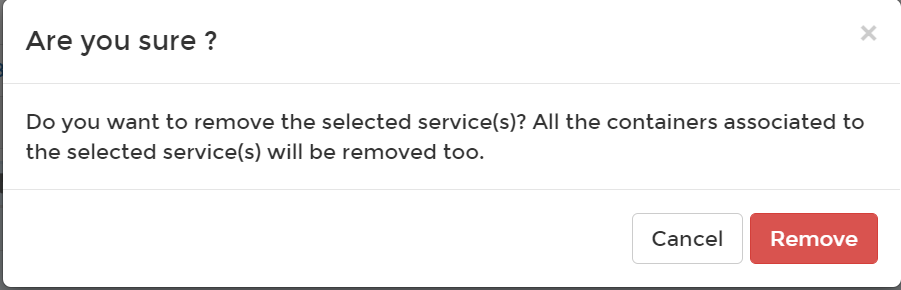 Are you sure ?
×
Do you want to remove the selected service(s)? All the containers associated to
the selected service(s) will be removed too.
Cancel
Remove